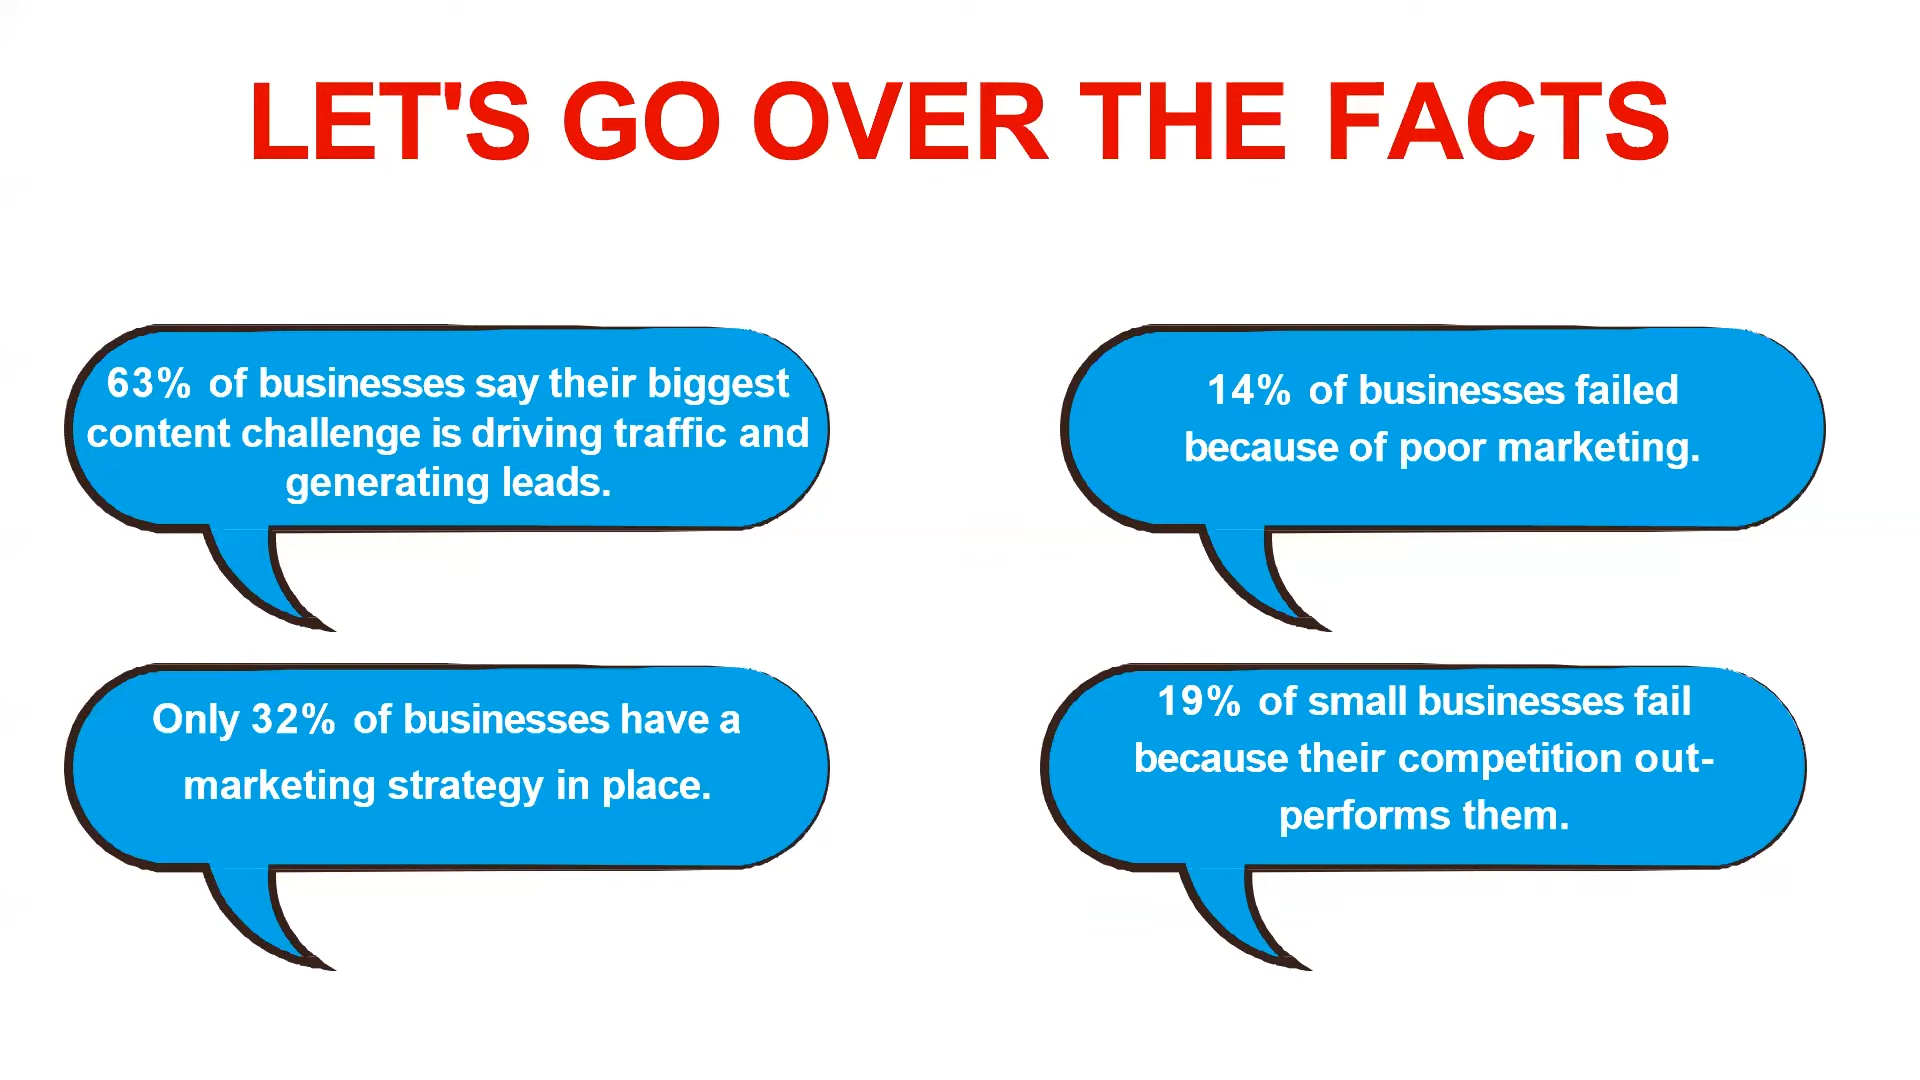 LET'S GO OVER THE FACTS
63% of businesses say their biggest
content challenge is driving traffic and
generating leads.
14% of businesses failed
because of poor marketing.
Only 32% of businesses have a
marketing strategy in place.
19% of small businesses fail
because their competition out-
performs them.